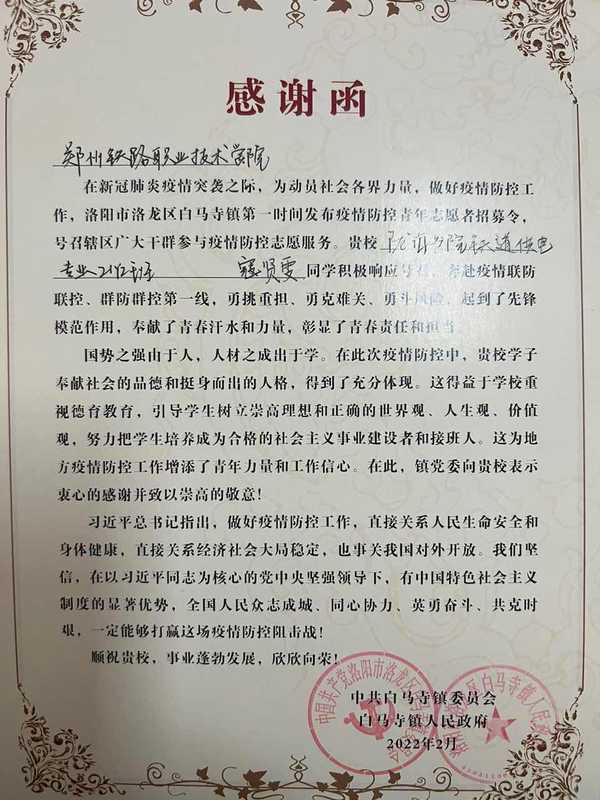 感谢函
郑州铁路职业技术学院
在新冠肺炎疫情突袭之际，为动员社会各界力量，做好疫情防控工
作，洛阳市洛龙区白马寺镇第一时间发布疫情防控青年志愿者招募令，
号召辖区广大干群参与疫情防控志愿服务。贵校 学院铁道供电
专业 班 贤雯 同学积极响应号召，奔赴疫情联防
联控、群防群控第一线，勇挑重担、勇克难关、勇斗风险，起到了先锋
模范作用，奉献了青春汗水和力量，彰显了青春责任和担当。
国势之强由于人，人材之成出于学。在此次疫情防控中，贵校学子
奉献社会的品德和挺身而出的人格，得到了充分体现。这得益于学校重
视德育教育，引导学生树立崇高理想和正确的世界观、人生观、价值
观，努力把学生培养成为合格的社会主义事业建设者和接班人。这为地
方疫情防控工作增添了青年力量和工作信心。在此，镇党委向贵校表示
衷心的感谢并致以崇高的敬意！
习近平总书记指出，做好疫情防控工作，直接关系人民生命安全和
身体健康，直接关系经济社会大局稳定，也事关我国对外开放。我们坚
信，在以习近平同志为核心的党中央坚强领导下，有中国特色社会主义
制度的显著优势，全国人民众志成城、同心协力、英勇奋斗、共克时
艰，一定能够打赢这场疫情防控阻击战！
顺祝贵校，事业蓬勃发展，欣欣向荣！
中共白马寺镇委员会
白马寺镇人民政府
2022年2月